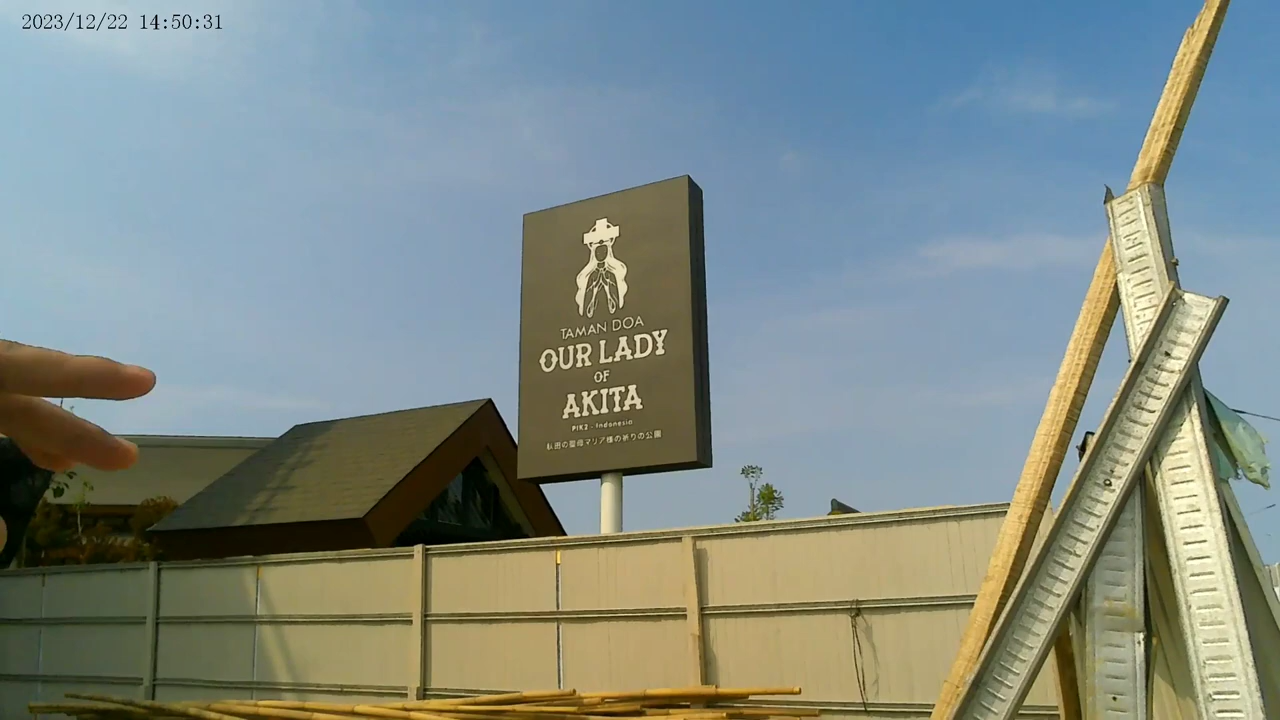 2023/12/22 14:50:31
TAMAN DOA
OUR LADY
OF
AKITA
PIK2 - Indonesia
秋田の聖母マリア様の祈りの公園